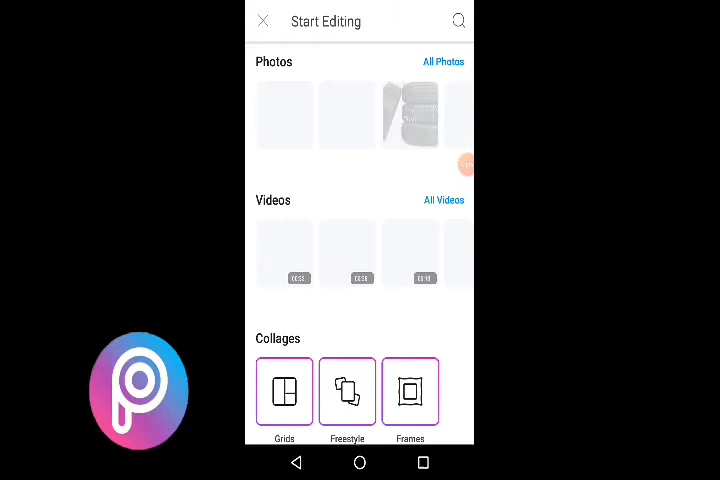 Start Editing
Photos
All Photos
Videos
All Videos
Collages
Grids
Freestyle
Frames